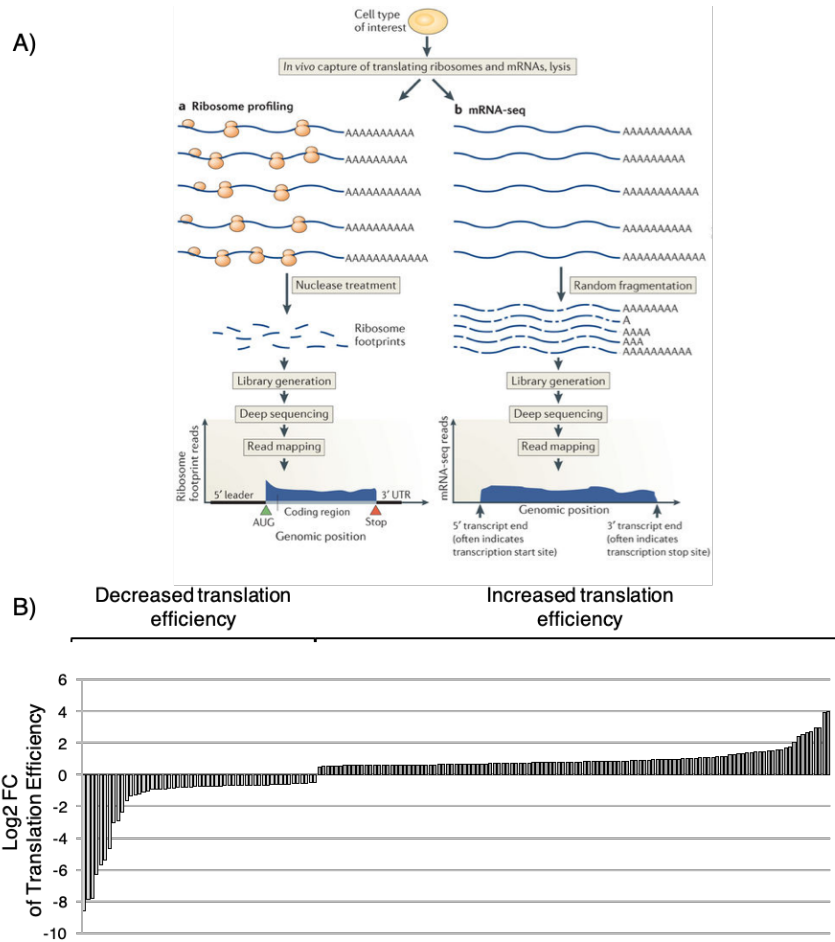 A)
Cell type
of interest
In vivo capture of translating ribosomes and mRNAs, lysis
a Ribosome profiling
AAAAAAAAAA
AAAAAAAAA
AAAAAAAAAAA
AAAAAAAAAA
AAAAAAAAAAAA
Nuclease treatment
Ribosome
footprints
Library generation
Deep sequencing
Read mapping
Ribosome
footprint reads
5' leader
3' UTR
Coding region
AUG
Stop
Genomic position
b mRNA-seq
AAAAAAAAAA
AAAAAAAAA
AAAAAAAAAAA
AAAAAAAAAA
AAAAAAAAAAAA
Random fragmentation
AAAAAAAA
A
AAAA
AAA
AAAAAAAAAA
Library generation
Deep sequencing
Read mapping
mRNA-seq reads
Genomic position
5' transcript end
(often indicates
transcription start site)
3' transcript end
(often indicates
transcription stop site)
B)
Decreased translation
efficiency
Increased translation
efficiency
Log2 FC
of Translation Efficiency
6
4
2
0
-2
-4
-6
-8
-10